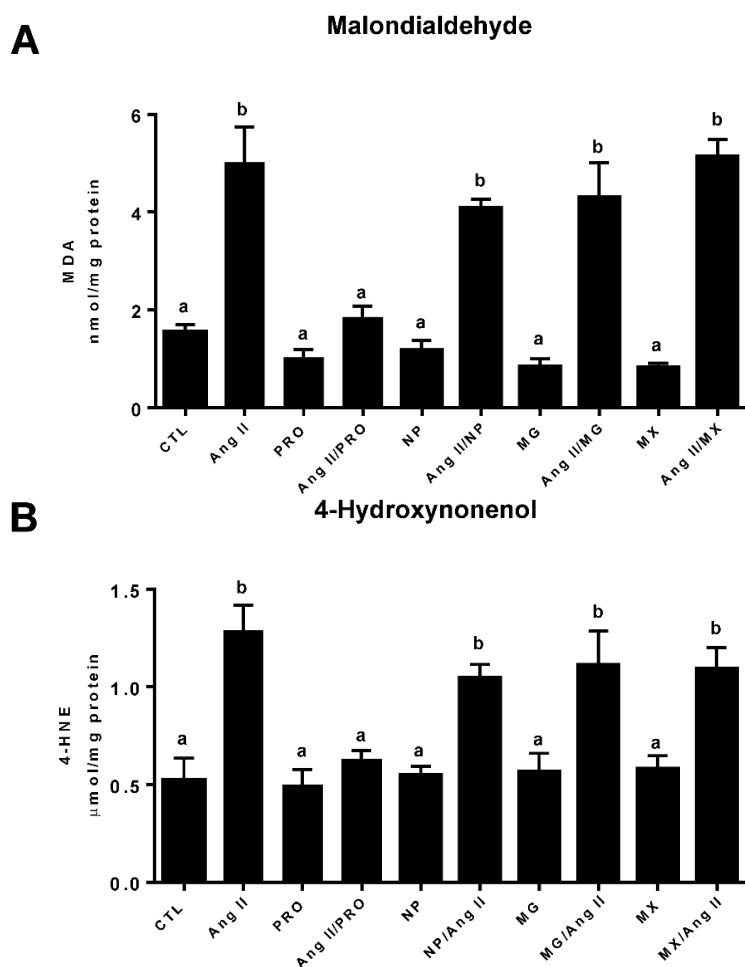 A
Malondialdehyde
MDA
nmol/mg protein
6
4
2
0
a
b
a
a
a
b
a
b
a
b
CTL
Ang II
PRO
Ang II/PRO
NP
Ang II/NP
MG
Ang II/MG
MX
Ang II/MX
B
4-Hydroxynonenol
4-HNE
μmol/mg protein
1.5
1.0
0.5
0.0
a
b
a
a
a
b
a
b
a
b
CTL
Ang II
PRO
Ang II/PRO
NP
NP/Ang II
MG
MG/Ang II
MX
MX/Ang II